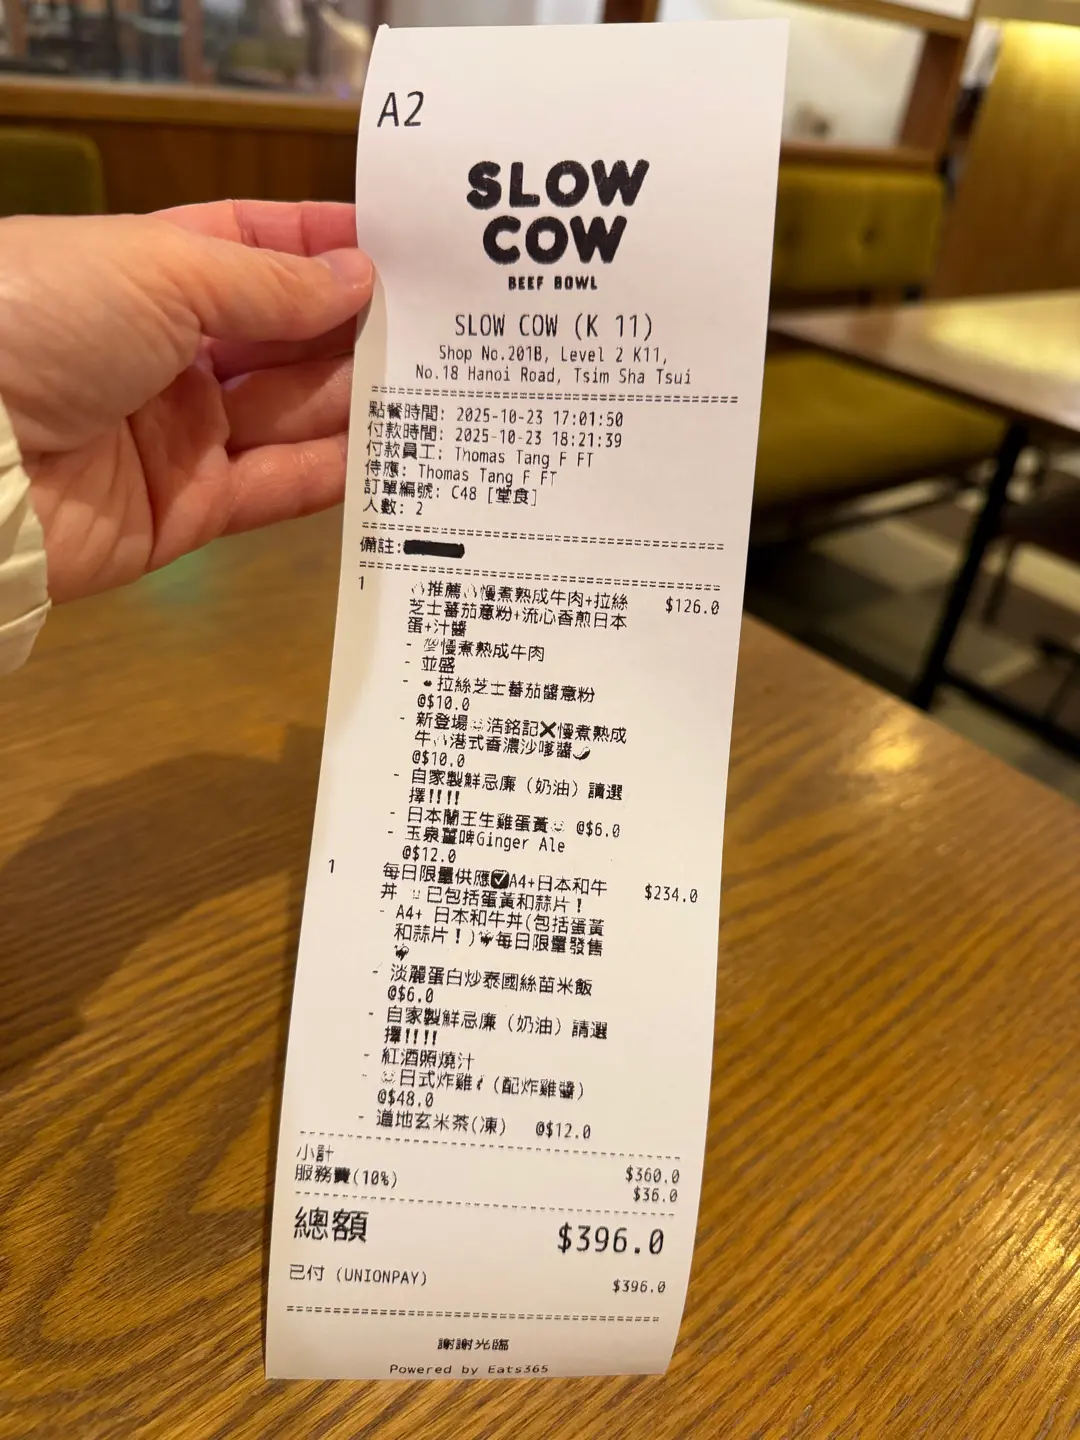 A2
SLOW
COW
BEEF BOWL
SLOW COW (K 11)
Shop No.201B, Level 2 K11,
No.18 Hanoi Road, Tsim Sha Tsui
點餐時間: 2025-10-23 17:01:50
付款時間: 2025-10-23 18:21:39
付款員工: Thomas Tang F FT
侍應: Thomas Tang F FT
訂單編號: C48 [堂食]
人數: 2
備註:
1 👍🏻推薦👍🏻慢煮熟成牛肉+拉絲 $126.0
芝士蕃茄意粉+流心香煎日本
蛋+汁醬
- 💯慢煮熟成牛肉
- 並盛
- 拉絲芝士蕃茄醬意粉
@$10.0
- 新登場 浩銘記❌慢煮熟成
牛 港式香濃沙嗲醬🌶
@$10.0
- 自家製鮮忌廉（奶油）請選
擇!!!!
- 日本蘭王生雞蛋黃 @$6.0
- 玉泉薑啤Ginger Ale
@$12.0
1 每日限量供應☑A4+日本和牛 $234.0
丼 已包括蛋黃和蒜片！
- A4+ 日本和牛丼(包括蛋黃
和蒜片！)每日限量發售
- 淡麗蛋白炒泰國絲苗米飯
@$6.0
- 自家製鮮忌廉（奶油）請選
擇!!!!
- 紅酒照燒汁
- 日式炸雞（配炸雞醬）
@$48.0
- 道地玄米茶(凍) @$12.0
小計 $360.0
服務費(10%) $36.0
總額 $396.0
已付 (UNIONPAY) $396.0
謝謝光臨
Powered by Eats365